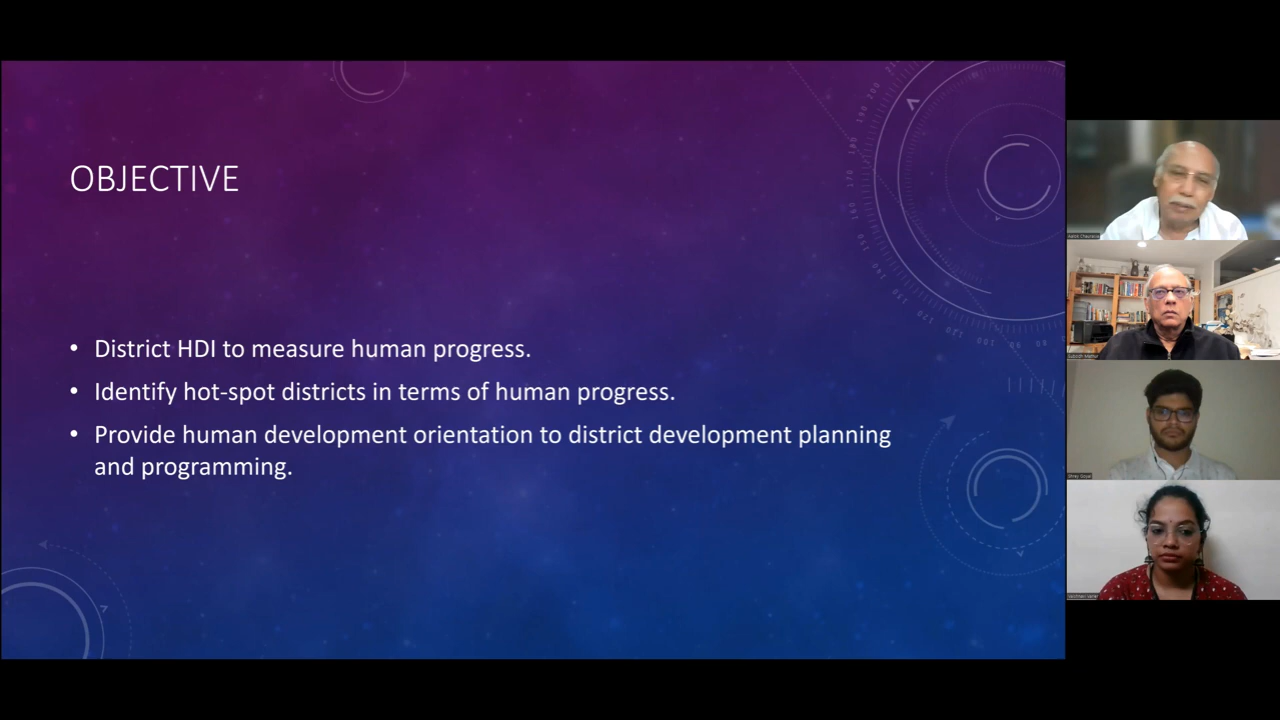 OBJECTIVE
• District HDI to measure human progress.
• Identify hot-spot districts in terms of human progress.
• Provide human development orientation to district development planning
and programming.